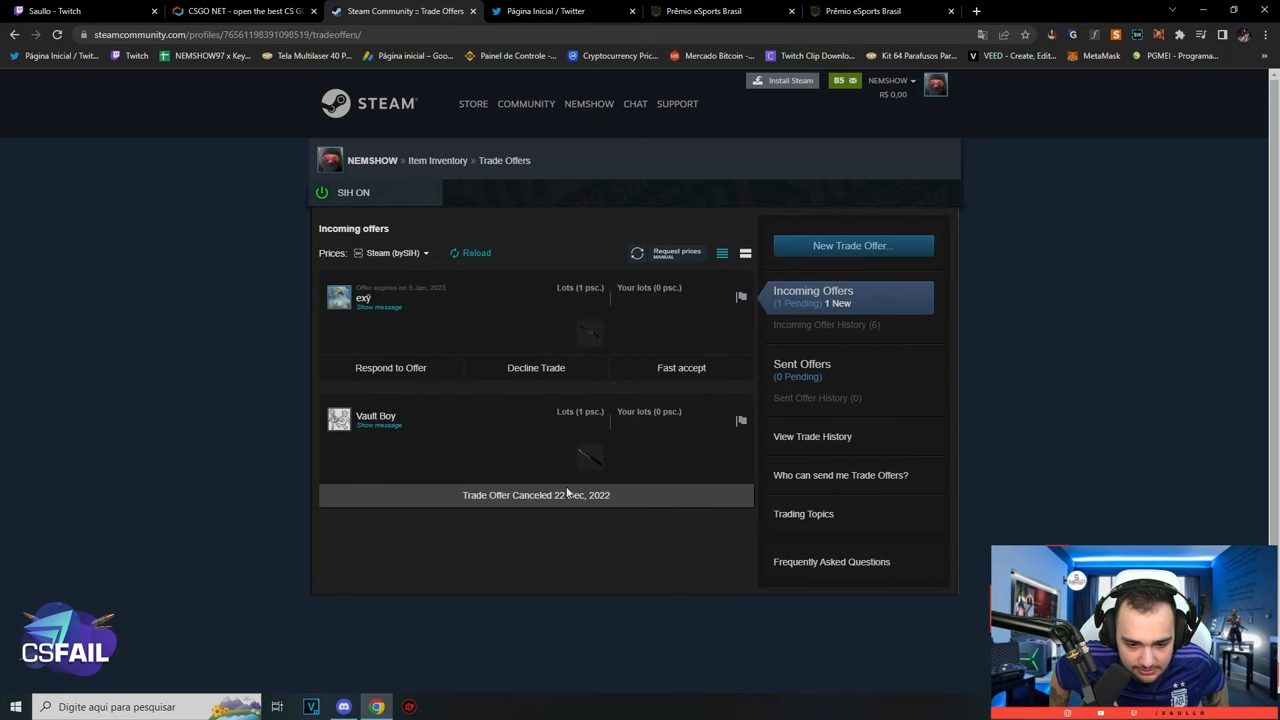 Saullo - Twitch
CSGO NET - open the best CS GO
Steam Community :: Trade Offers
Página Inicial / Twitter
Prêmio eSports Brasil
Prêmio eSports Brasil
steamcommunity.com/profiles/76561198391098519/tradeoffers/
Página Inicial / Twitt...
Twitch
NEMSHOW97 x Key...
Tela Multilaser 40 P...
Página inicial – Goo...
Painel de Controle -...
Cryptocurrency Pric...
Mercado Bitcoin -...
Twitch Clip Downlo...
Kit 64 Parafusos Par...
VEED - Create, Edit...
MetaMask
PGMEI - Programa...
Install Steam
85
NEMSHOW
R$ 0,00
STEAM
STORE
COMMUNITY
NEMSHOW
CHAT
SUPPORT
NEMSHOW » Item Inventory » Trade Offers
SIH ON
Incoming offers
Prices:
Steam (bySIH)
Reload
Request prices
MANUAL
New Trade Offer...
Offer expires on 5 Jan, 2023
exŷ
Show message
Lots (1 psc.)
Your lots (0 psc.)
Respond to Offer
Decline Trade
Fast accept
Vault Boy
Show message
Lots (1 psc.)
Your lots (0 psc.)
Trade Offer Canceled 22 Dec, 2022
Incoming Offers
(1 Pending) 1 New
Incoming Offer History (6)
Sent Offers
(0 Pending)
Sent Offer History (0)
View Trade History
Who can send me Trade Offers?
Trading Topics
Frequently Asked Questions
CSFAIL
/SAULLO
Digite aqui para pesquisar